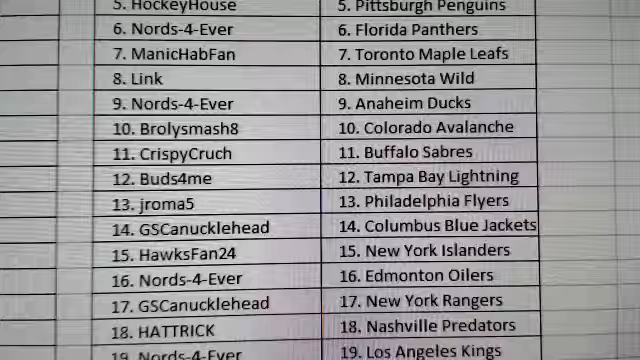 5. HockeyHouse 5. Pittsburgh Penguins
6. Nords-4-Ever 6. Florida Panthers
7. ManicHabFan 7. Toronto Maple Leafs
8. Link 8. Minnesota Wild
9. Nords-4-Ever 9. Anaheim Ducks
10. Brolysmash8 10. Colorado Avalanche
11. CrispyCruch 11. Buffalo Sabres
12. Buds4me 12. Tampa Bay Lightning
13. jroma5 13. Philadelphia Flyers
14. GSCanucklehead 14. Columbus Blue Jackets
15. HawksFan24 15. New York Islanders
16. Nords-4-Ever 16. Edmonton Oilers
17. GSCanucklehead 17. New York Rangers
18. HATTRICK 18. Nashville Predators
19. Nords-4-Ever 19. Los Angeles Kings